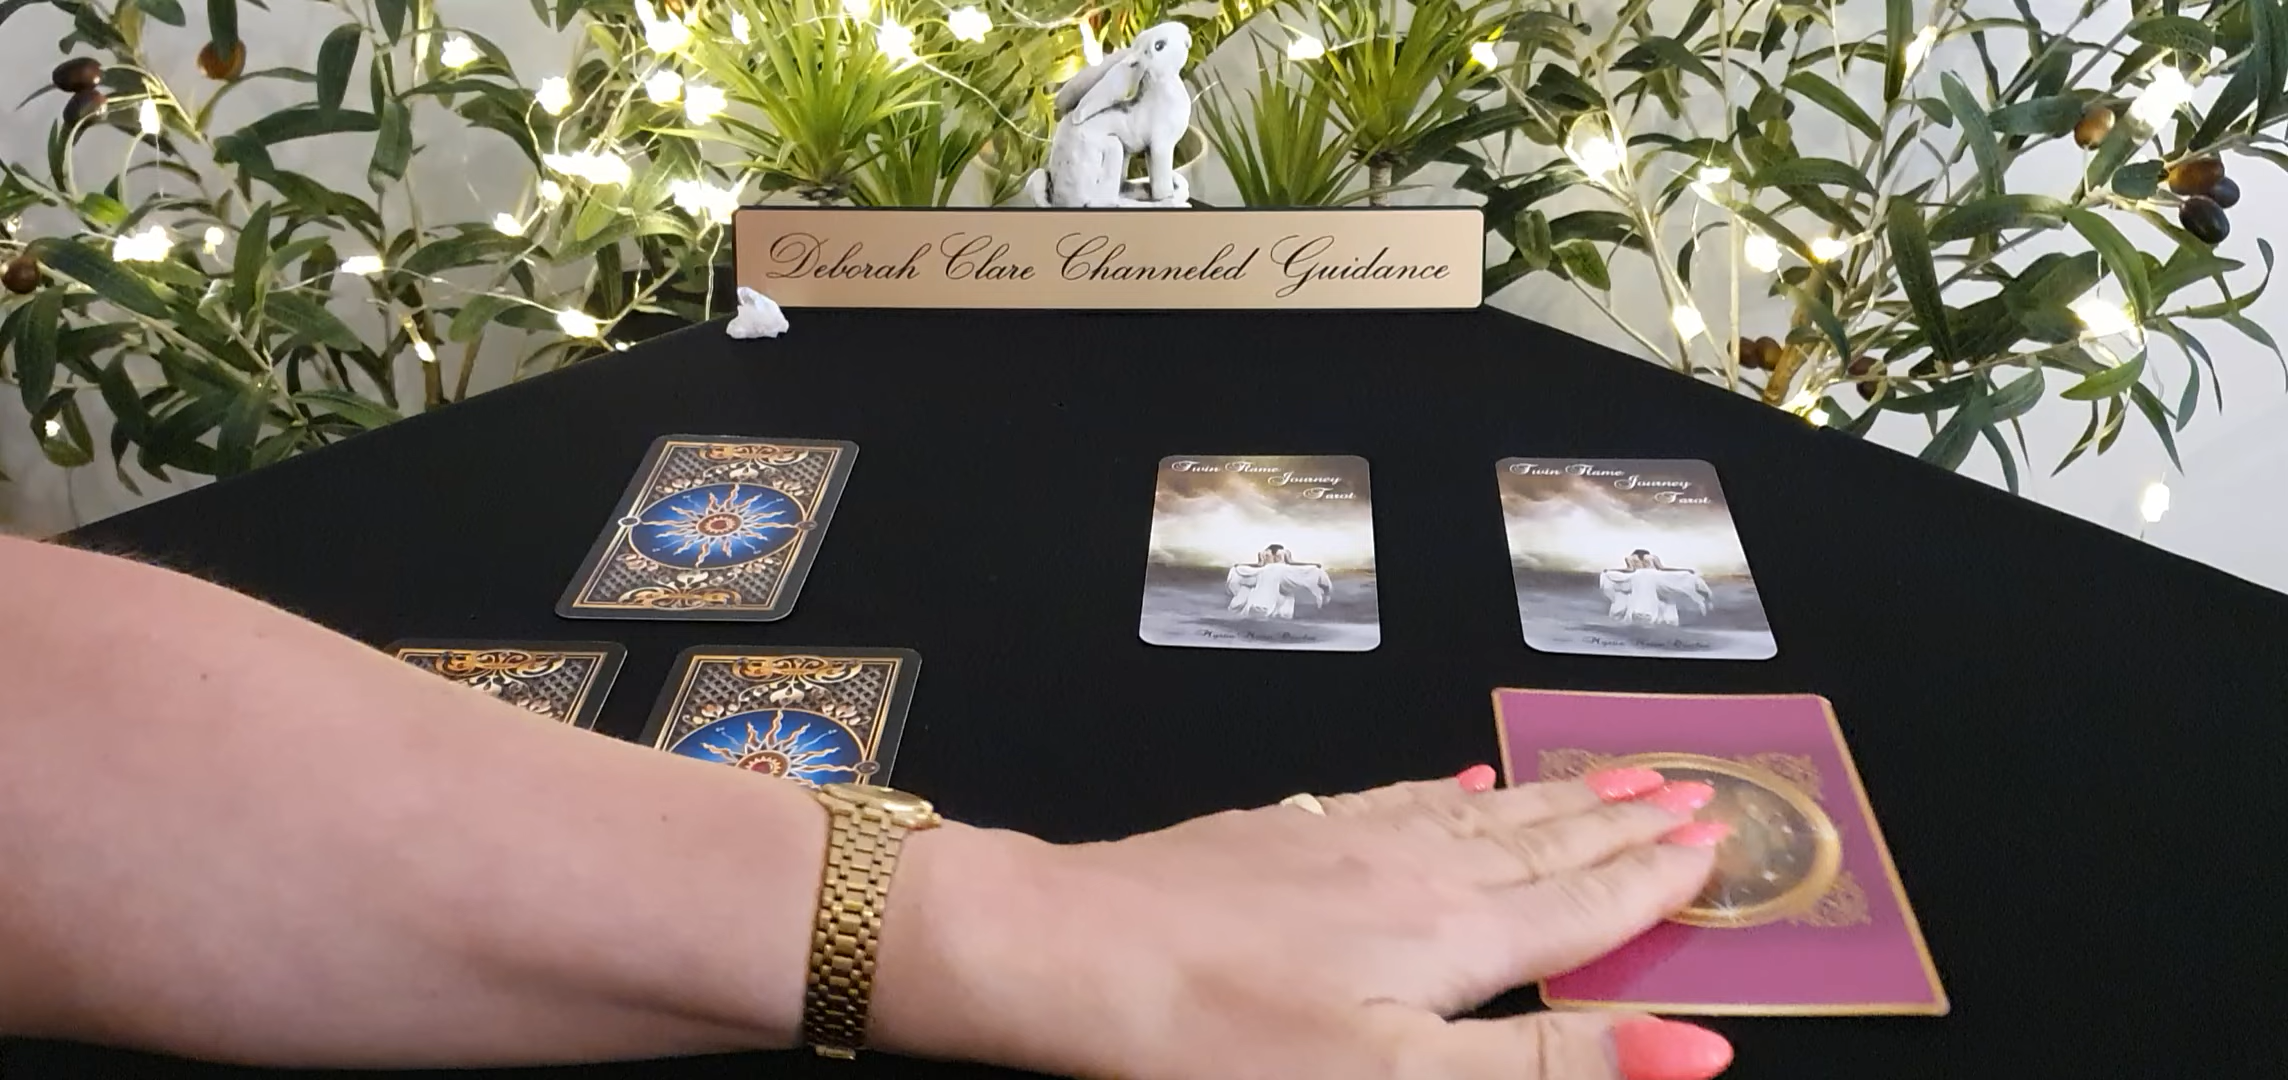 Deborah Clare Channeled Guidance
Twin Flame
Journey
Tarot
Twin Flame
Journey
Tarot